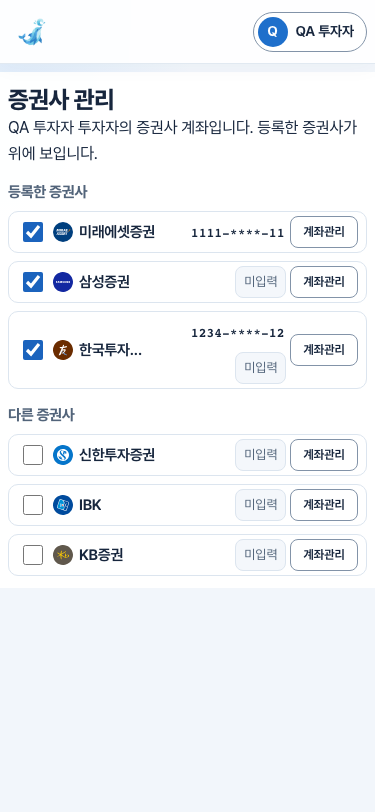 Q QA 투자자
증권사 관리
QA 투자자 투자자의 증권사 계좌입니다. 등록한 증권사가
위에 보입니다.
등록한 증권사
미래에셋증권 1111-****-11 계좌관리
삼성증권 미입력 계좌관리
한국투자... 1234-****-12 미입력 계좌관리
다른 증권사
신한투자증권 미입력 계좌관리
IBK 미입력 계좌관리
KB증권 미입력 계좌관리